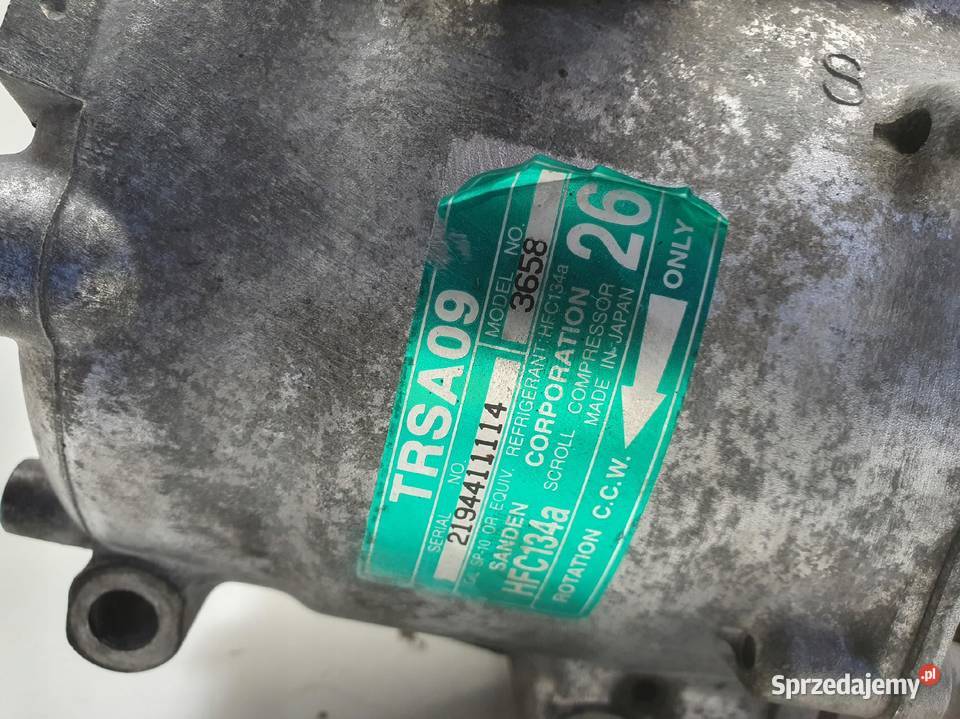 TRSA09
SERIAL NO. MODEL NO.
2194411114 3658
SP-10 OR EQUIV. REFRIGERANT:HFC134a
SANDEN CORPORATION 26
HFC134a SCROLL COMPRESSOR
MADE IN JAPAN
ROTATION C.C.W. ONLY
8
Sprzedajemy.pl